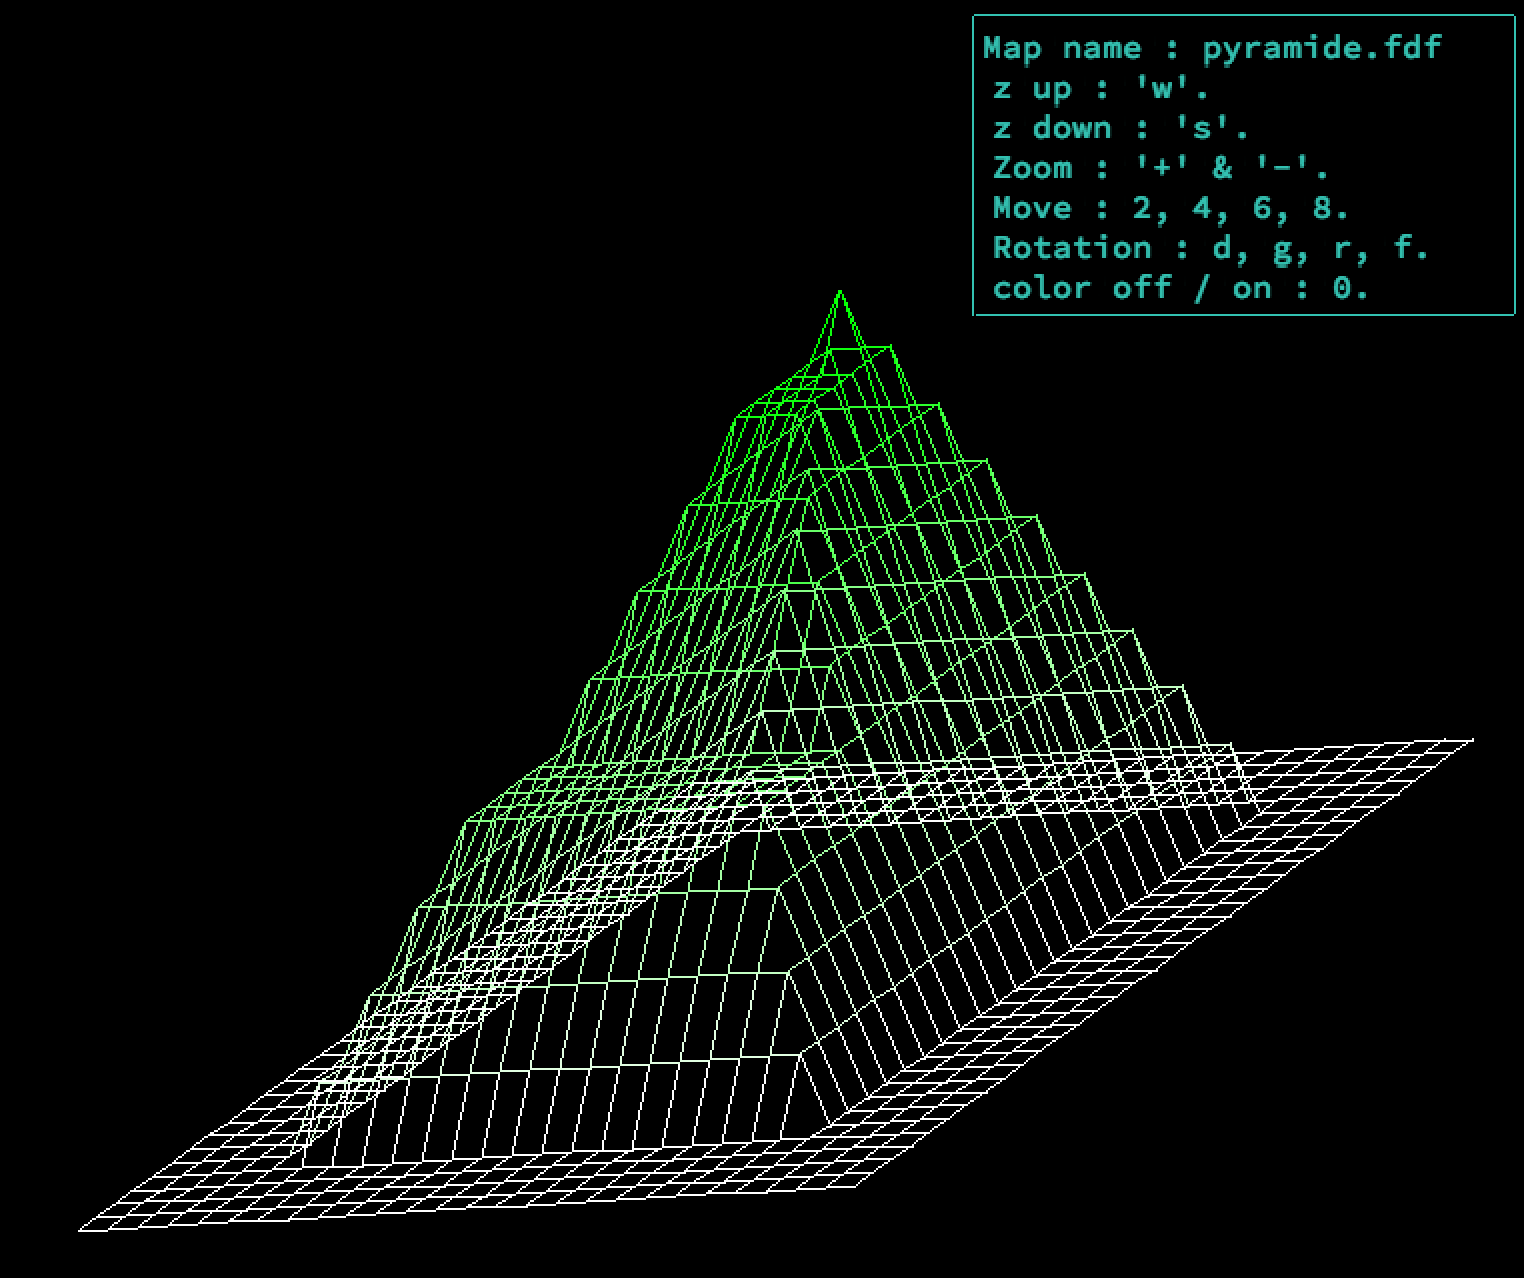 Map name : pyramide.fdf
z up : 'w'.
z down : 's'.
Zoom : '+' & '-'.
Move : 2, 4, 6, 8.
Rotation : d, g, r, f.
color off / on : 0.